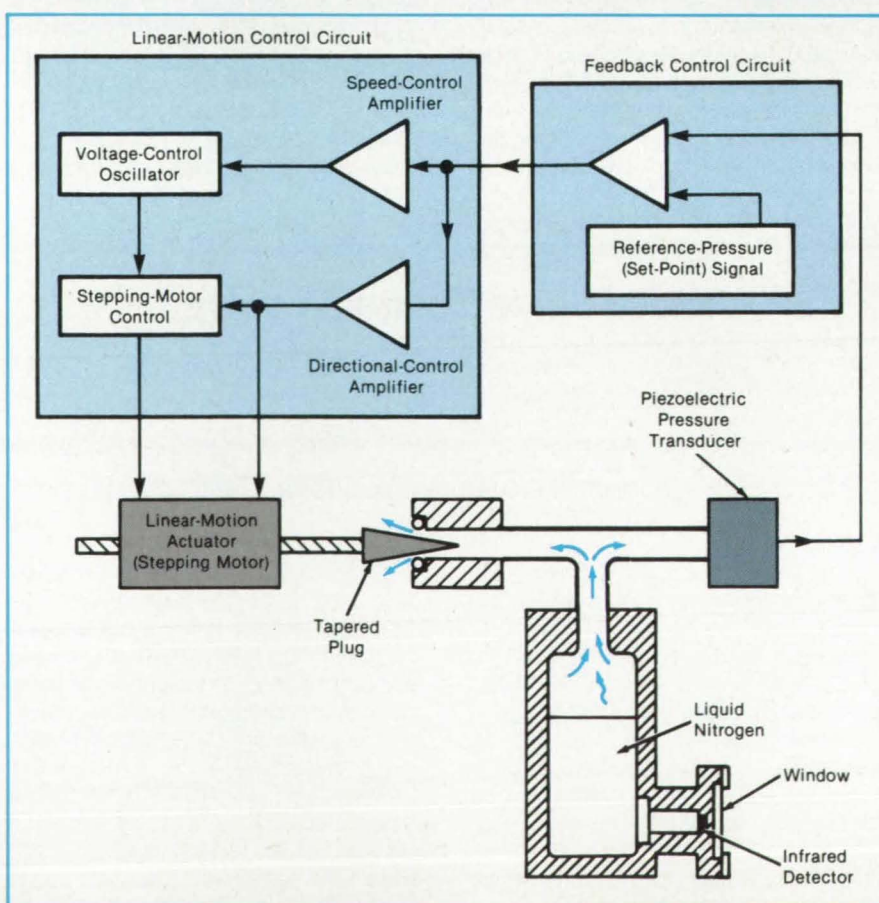 Linear-Motion Control Circuit
Feedback Control Circuit
Speed-Control
Amplifier
Voltage-Control
Oscillator
Reference-Pressure
(Set-Point) Signal
Stepping-Motor
Control
Directional-Control
Amplifier
Piezoelectric
Pressure
Transducer
Linear-Motion
Actuator
(Stepping Motor)
Tapered
Plug
Liquid
Nitrogen
Window
Infrared
Detector